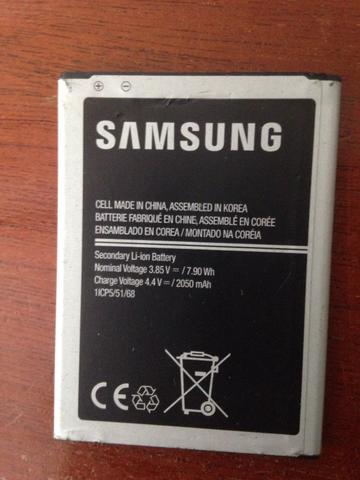 SAMSUNG
CELL MADE IN CHINA, ASSEMBLED IN KOREA
BATTERIE FABRIQUÉ EN CHINE, ASSEMBLÉ EN CORÉE
ENSAMBLADO EN COREA / MONTADO NA CORÉIA
Secondary Li-ion Battery
Nominal Voltage 3.85 V ⎓ / 7.90 Wh
Charge Voltage 4.4 V ⎓ / 2050 mAh
1ICP5/51/68
CE